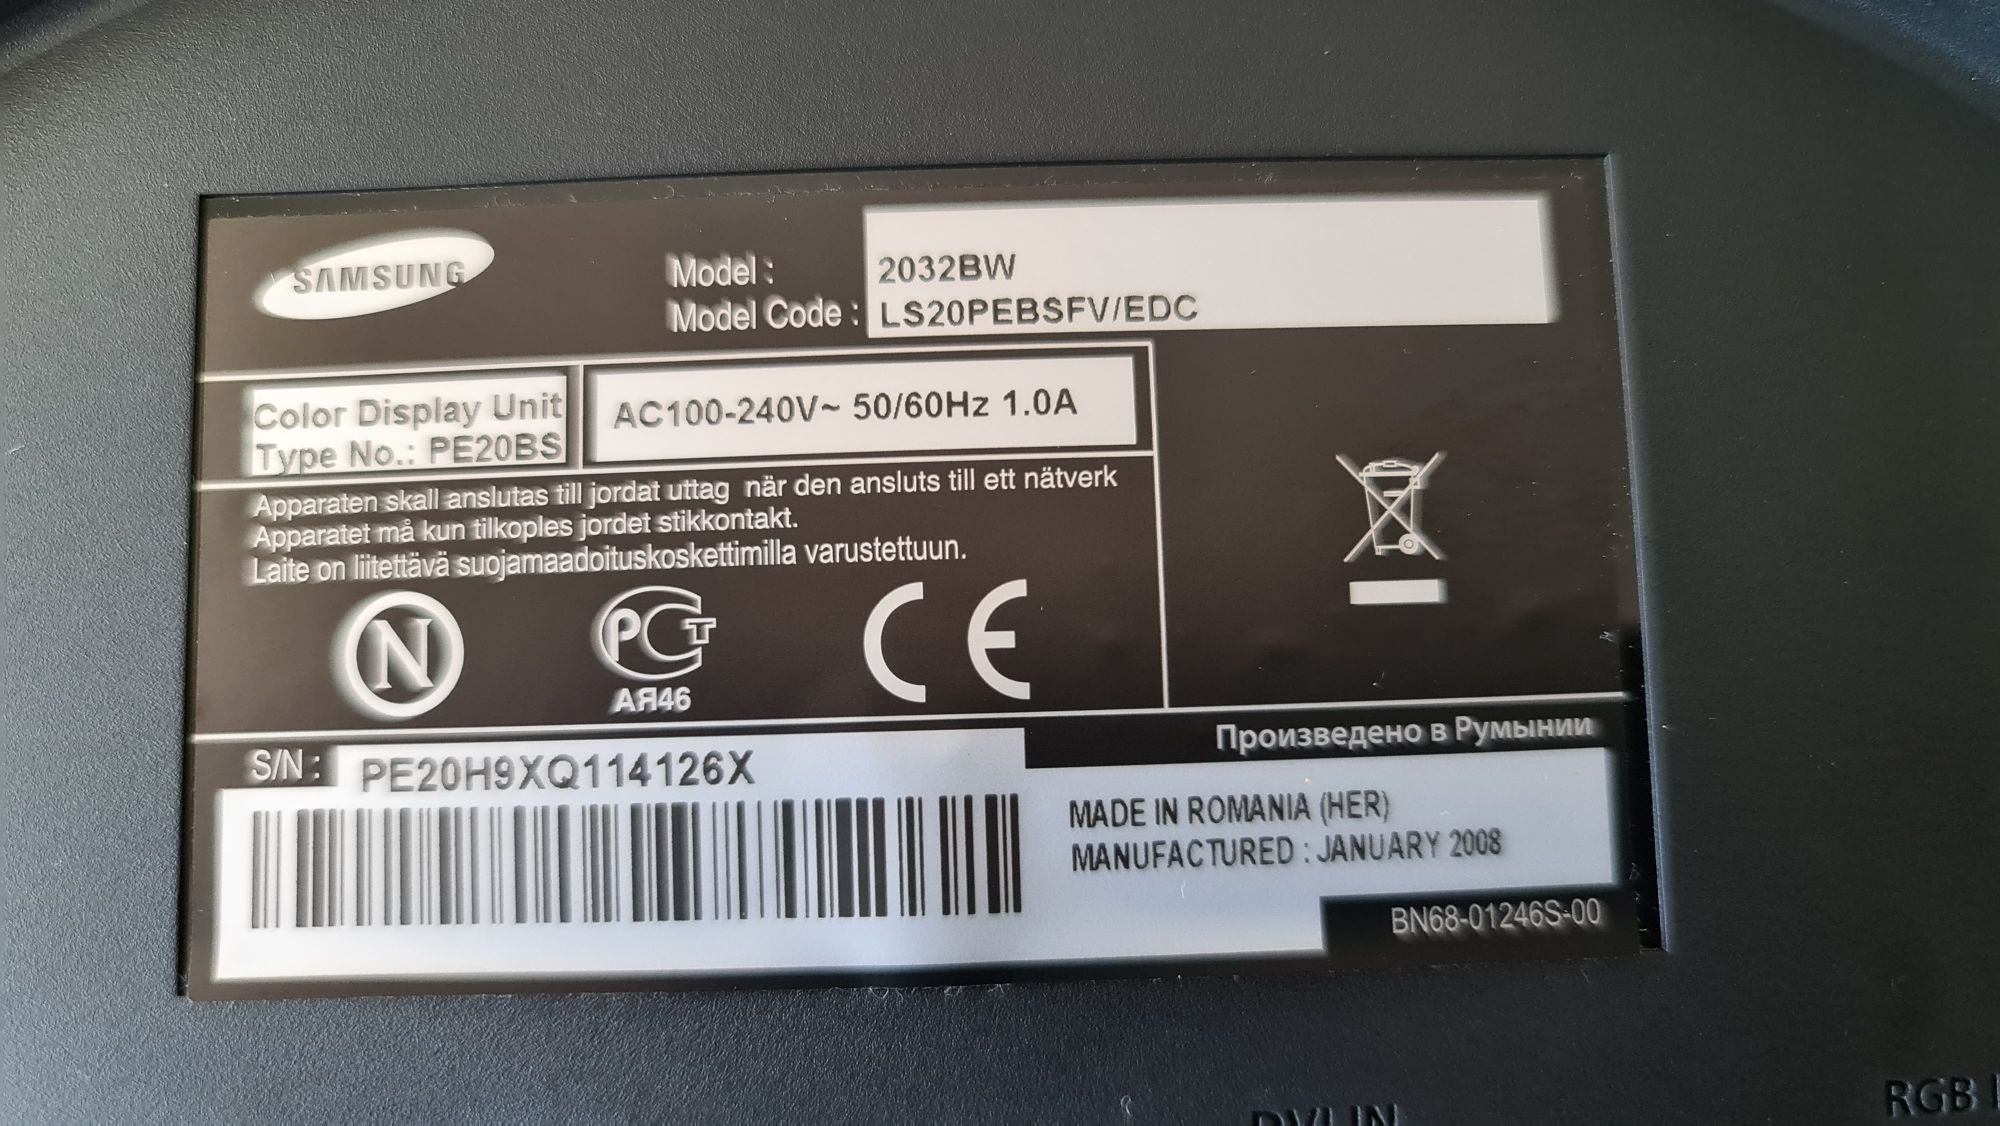 SAMSUNG
Model : 2032BW
Model Code : LS20PEBSFV/EDC
Color Display Unit
Type No.: PE20BS
AC100-240V~ 50/60Hz 1.0A
Apparaten skall anslutas till jordat uttag när den ansluts till ett nätverk
Apparatet må kun tilkoples jordet stikkontakt.
Laite on liitettävä suojamaadoituskoskettimilla varustettuun.
N
РСТ
АЯ46
CE
S/N : PE20H9XQ114126X
Произведено в Румынии
MADE IN ROMANIA (HER)
MANUFACTURED : JANUARY 2008
BN68-01246S-00
DVI IN
RGB